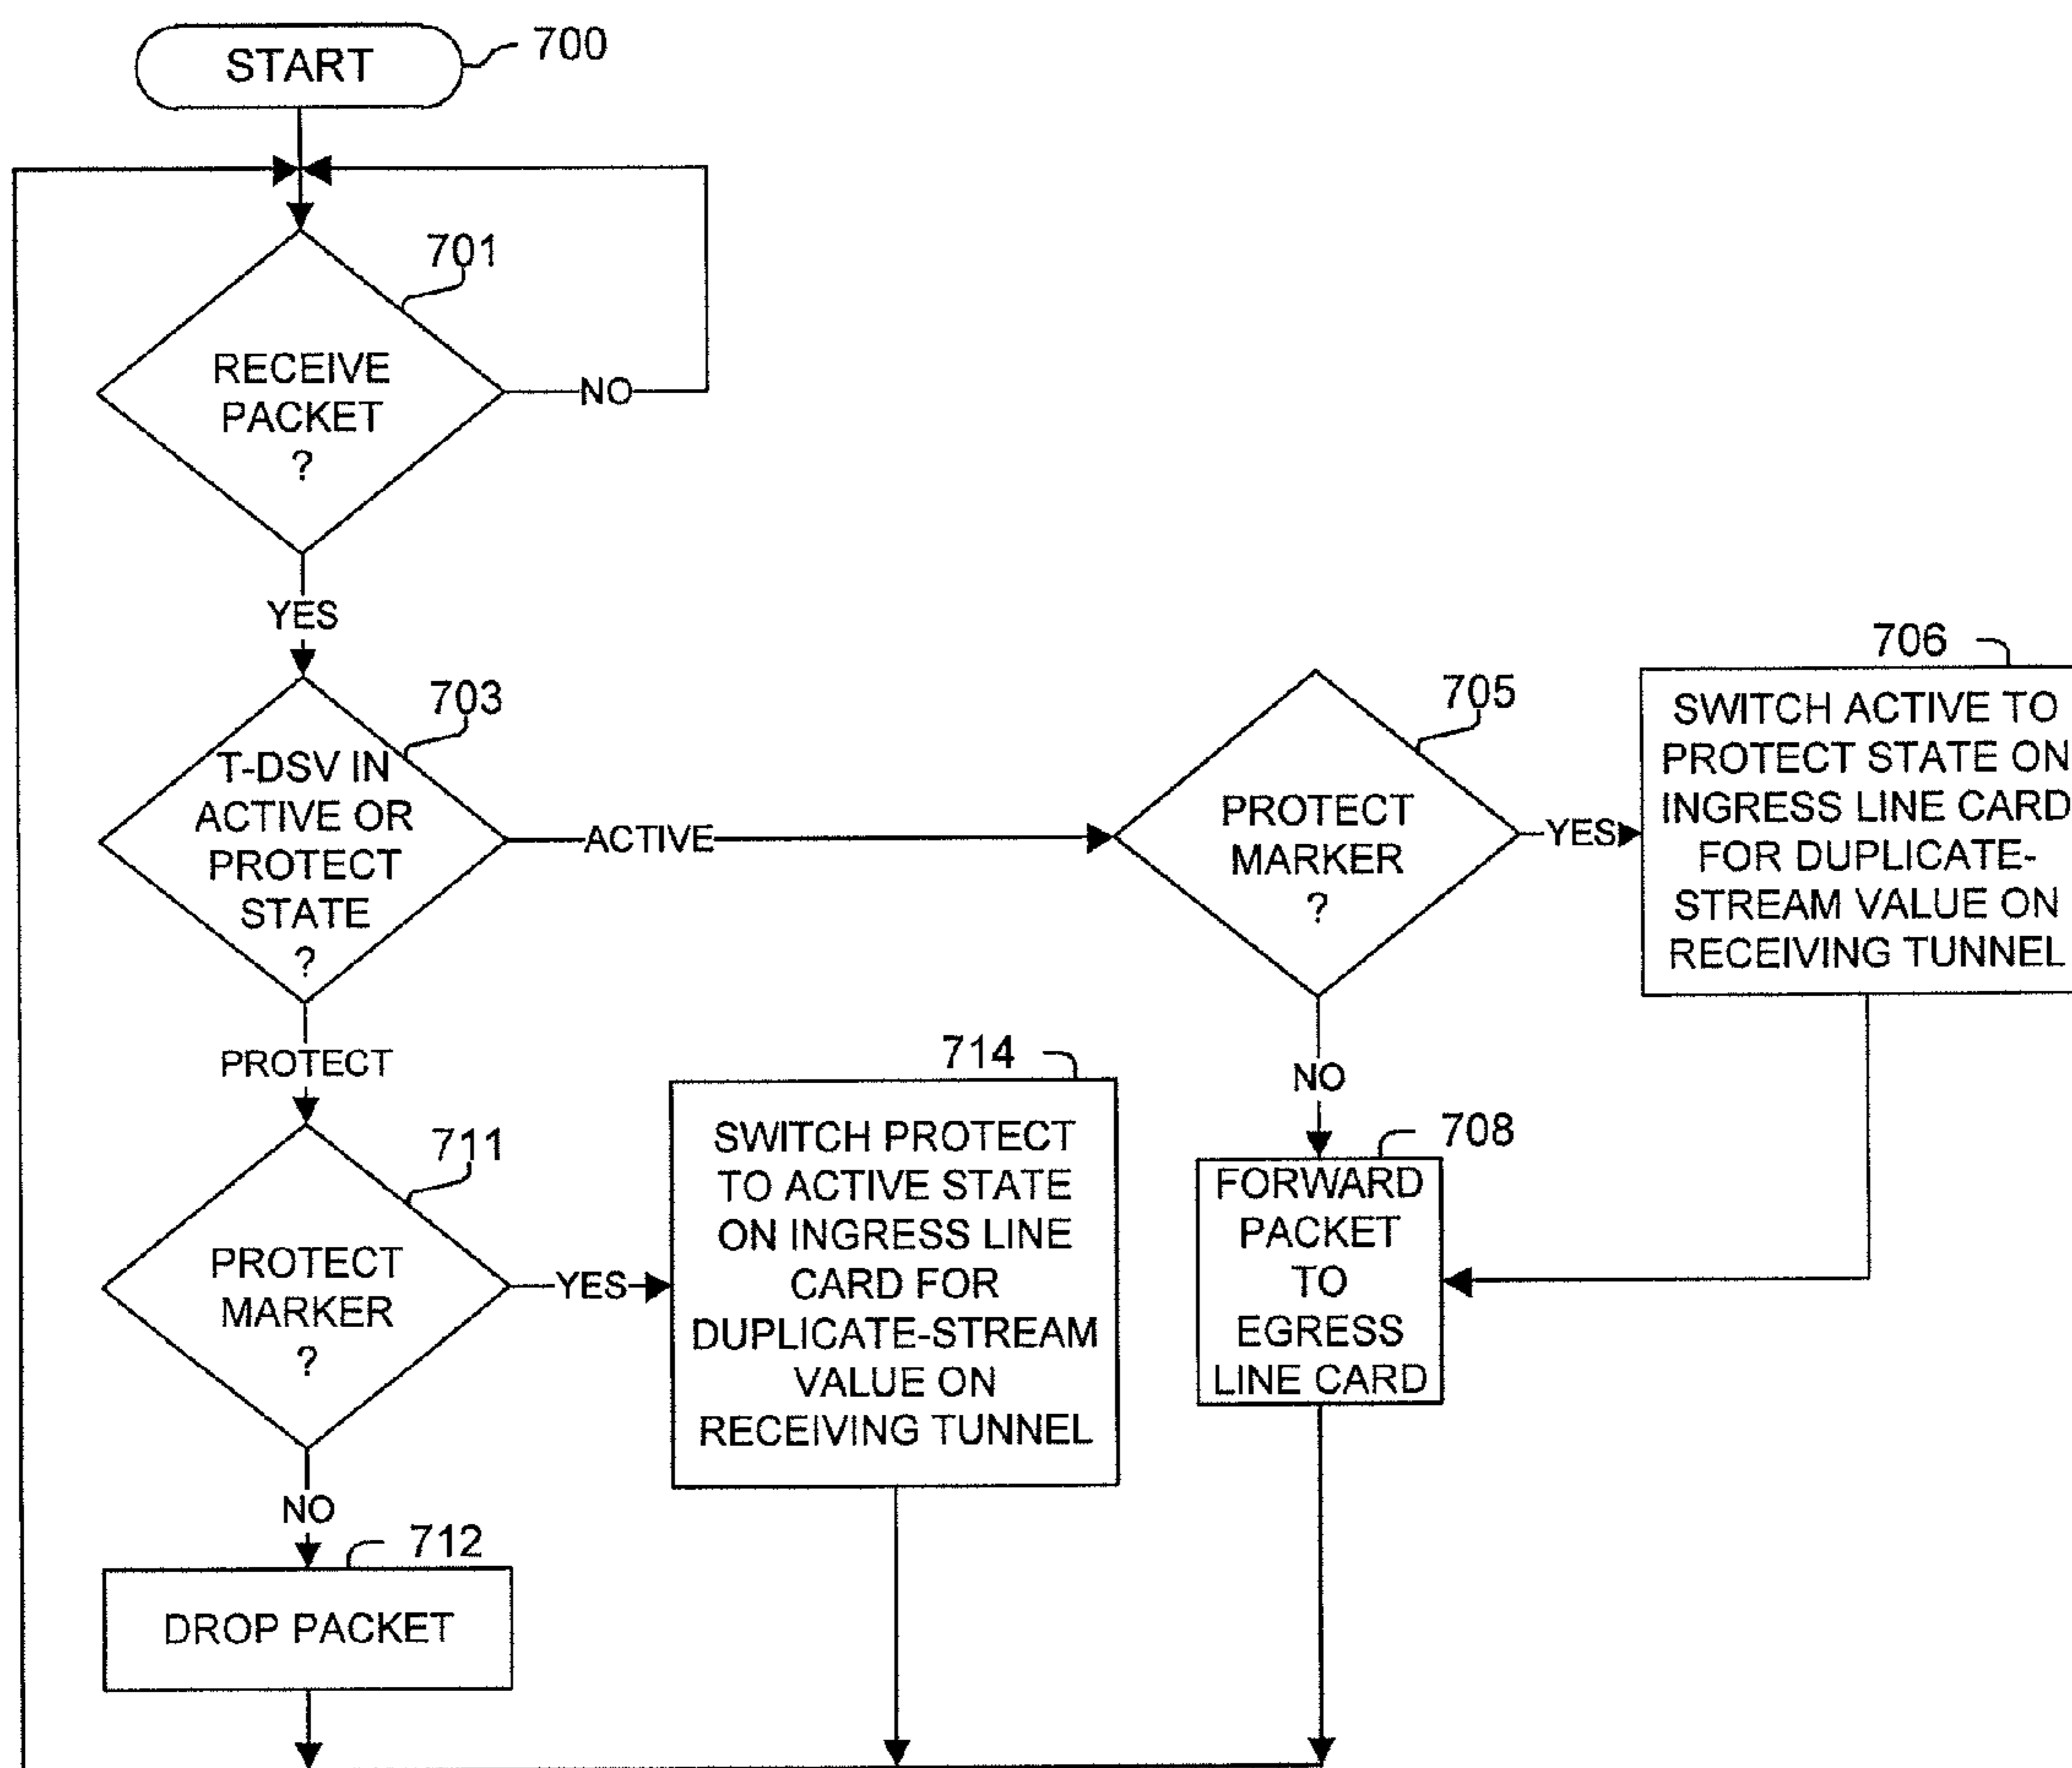 START
700
701
RECEIVE
PACKET
?
NO
YES
703
T-DSV IN
ACTIVE OR
PROTECT
STATE
?
ACTIVE
705
PROTECT
MARKER
?
YES
706
SWITCH ACTIVE TO
PROTECT STATE ON
INGRESS LINE CARD
FOR DUPLICATE-
STREAM VALUE ON
RECEIVING TUNNEL
NO
708
FORWARD
PACKET
TO
EGRESS
LINE CARD
PROTECT
711
PROTECT
MARKER
?
YES
714
SWITCH PROTECT
TO ACTIVE STATE
ON INGRESS LINE
CARD FOR
DUPLICATE-STREAM
VALUE ON
RECEIVING TUNNEL
NO
712
DROP PACKET